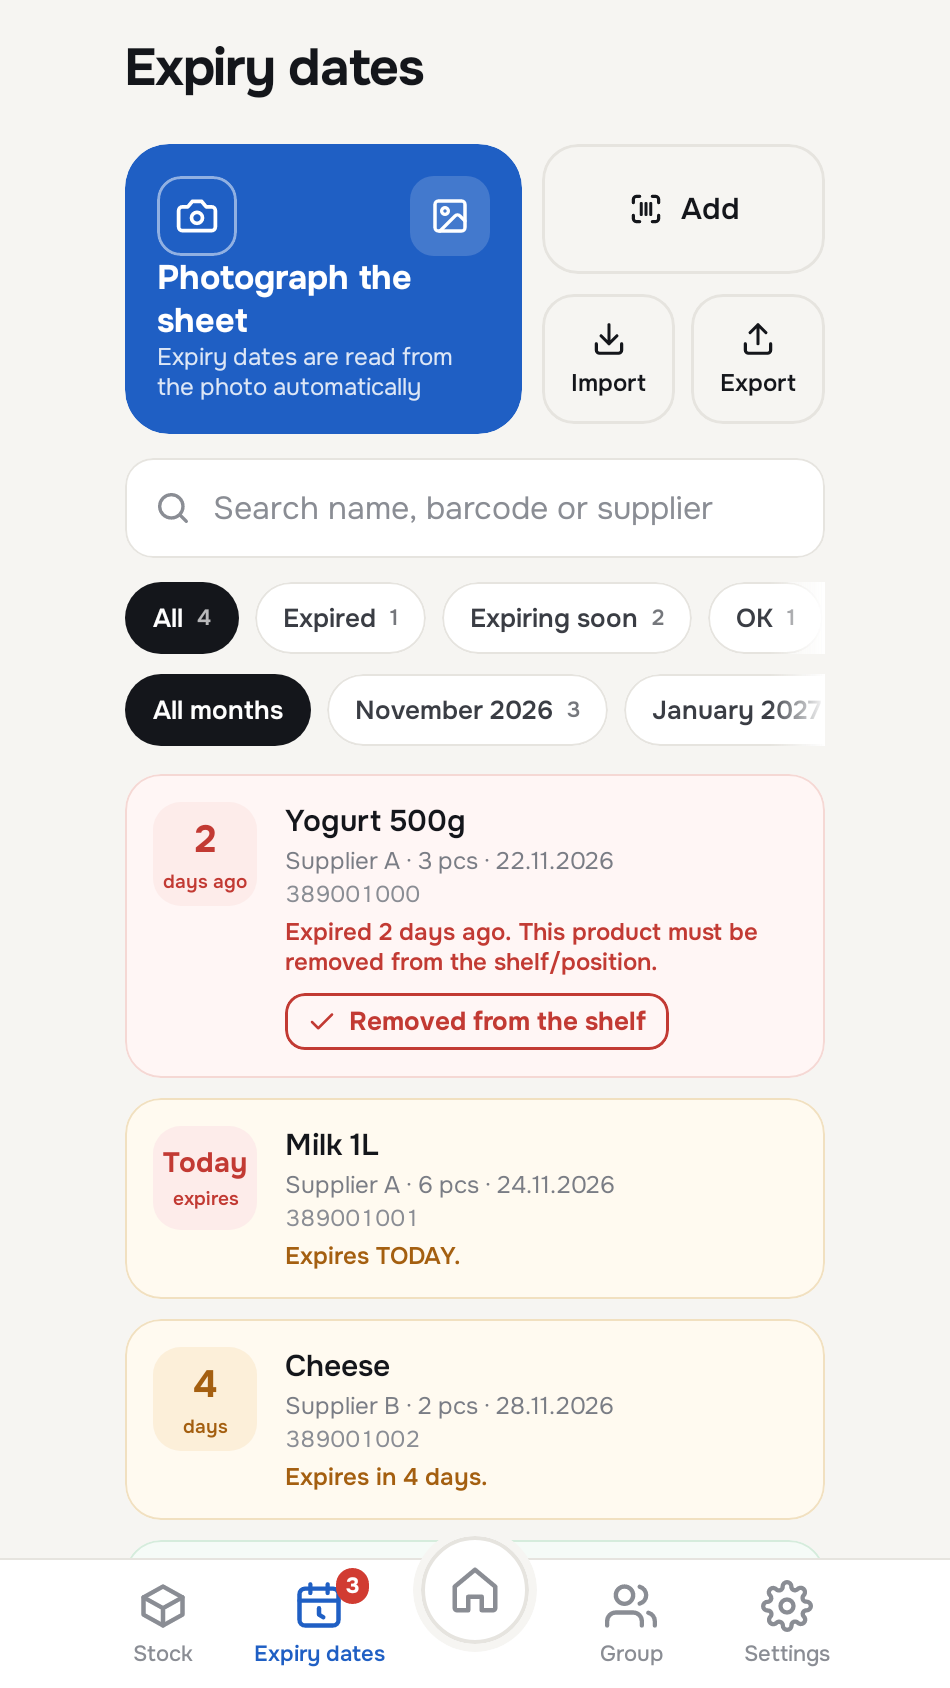 Expiry dates
Photograph the
sheet
Expiry dates are read from
the photo automatically
Add
Import
Export
Search name, barcode or supplier
All 4
Expired 1
Expiring soon 2
OK 1
All months
November 2026 3
January 2027
2
days ago
Yogurt 500g
Supplier A · 3 pcs · 22.11.2026
389001000
Expired 2 days ago. This product must be
removed from the shelf/position.
Removed from the shelf
Today
expires
Milk 1L
Supplier A · 6 pcs · 24.11.2026
389001001
Expires TODAY.
4
days
Cheese
Supplier B · 2 pcs · 28.11.2026
389001002
Expires in 4 days.
Stock
3
Expiry dates
Group
Settings